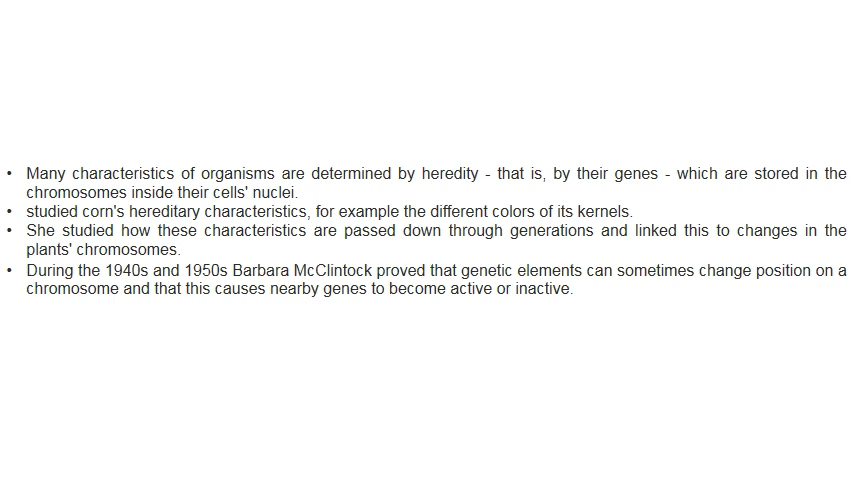 • Many characteristics of organisms are determined by heredity - that is, by their genes - which are stored in the
chromosomes inside their cells' nuclei.
• studied corn's hereditary characteristics, for example the different colors of its kernels.
• She studied how these characteristics are passed down through generations and linked this to changes in the
plants' chromosomes.
• During the 1940s and 1950s Barbara McClintock proved that genetic elements can sometimes change position on a
chromosome and that this causes nearby genes to become active or inactive.